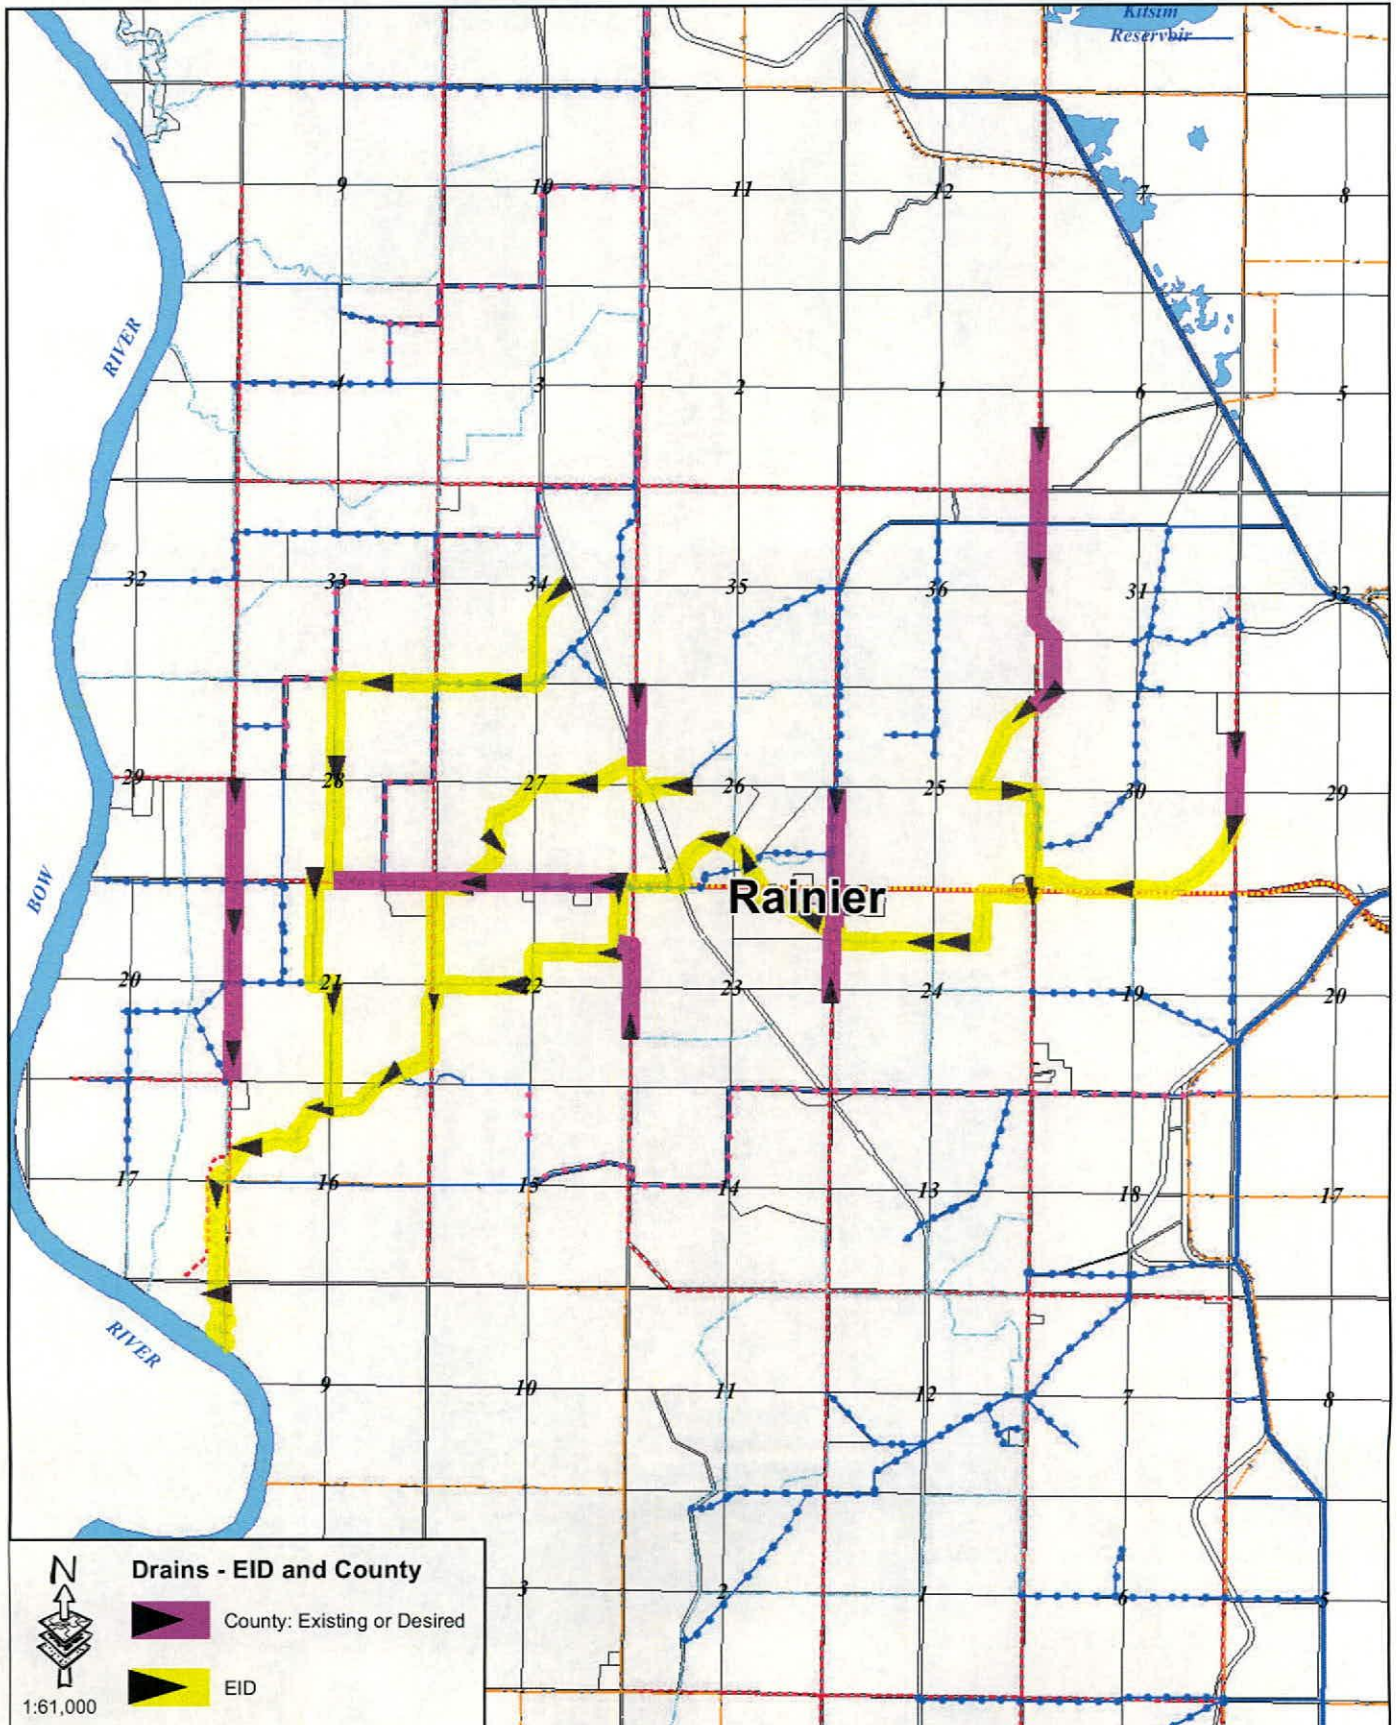 Kitsim
Reservoir
9 10 11 12 7 8
RIVER
4 3 2 1 6 5
32 33 34 35 36 31 32
29 28 27 26 25 30 29
BOW
Rainier
20 21 22 23 24 19 20
17 16 15 14 13 18 17
RIVER
9 10 11 12 7 8
3 2 1 6 5
N
1:61,000
Drains - EID and County
County: Existing or Desired
EID